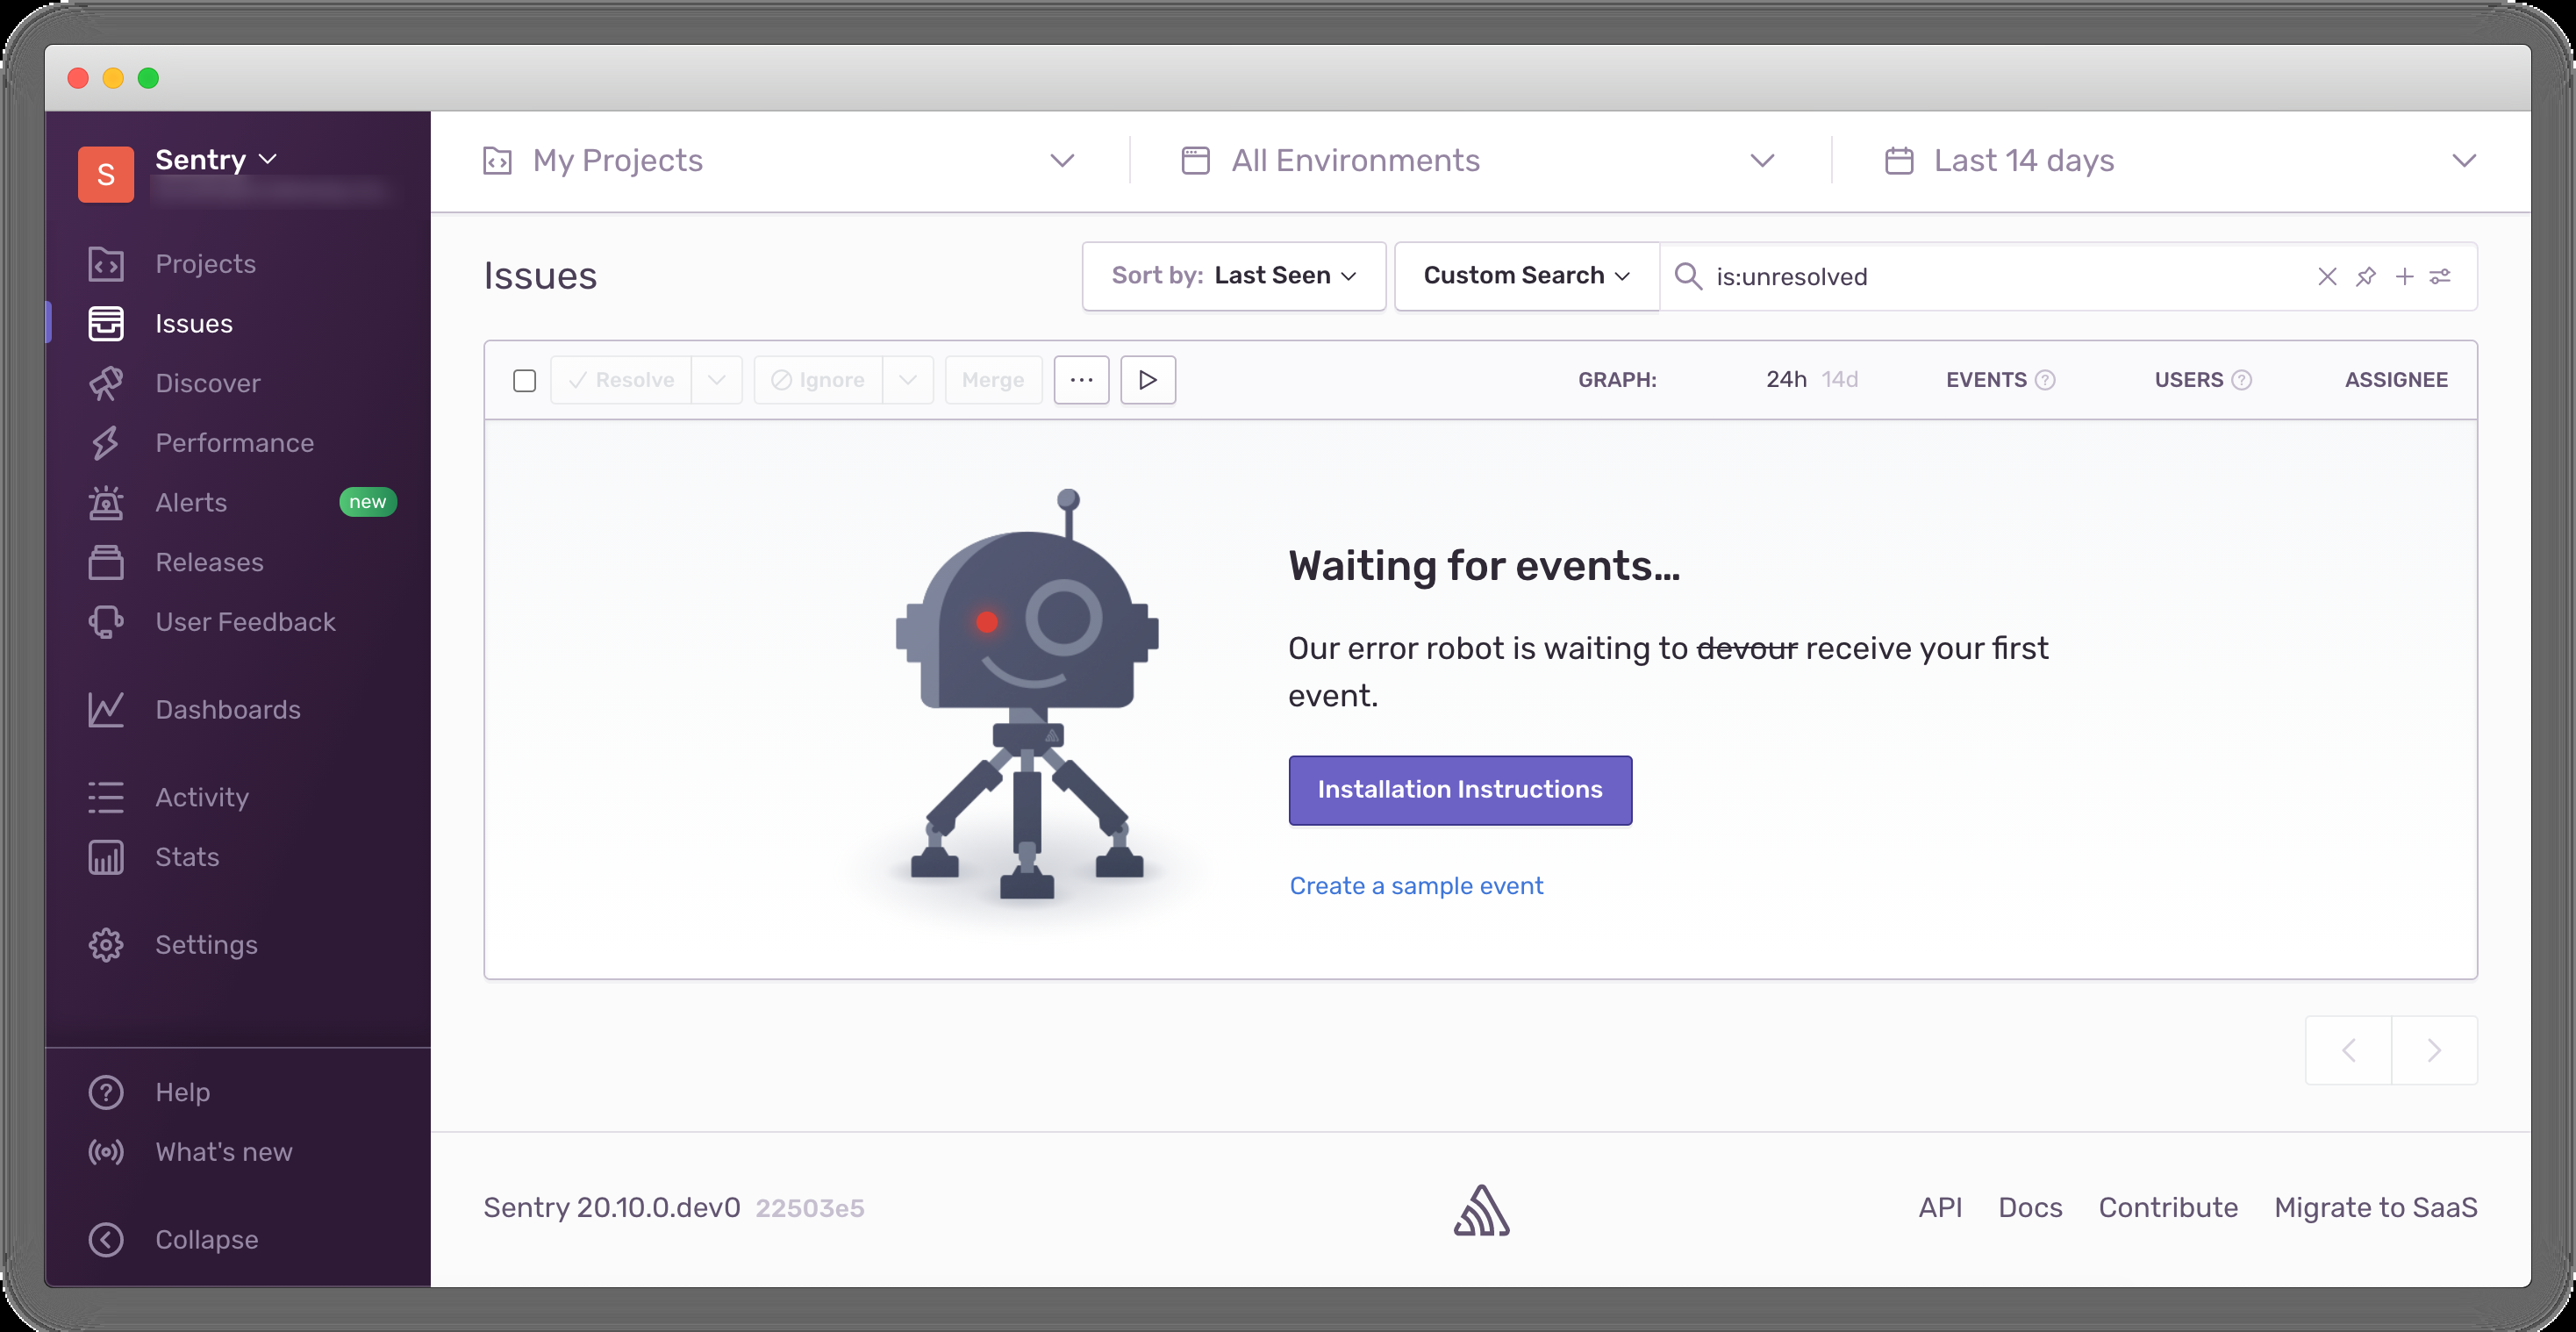 S
Sentry
Projects
Issues
Discover
Performance
Alerts new
Releases
User Feedback
Dashboards
Activity
Stats
Settings
Help
What's new
Collapse
My Projects
All Environments
Last 14 days
Issues
Sort by: Last Seen
Custom Search
is:unresolved
Resolve
Ignore
Merge
GRAPH: 24h 14d
EVENTS ?
USERS ?
ASSIGNEE
Waiting for events…
Our error robot is waiting to devour receive your first
event.
Installation Instructions
Create a sample event
Sentry 20.10.0.dev0 22503e5
API Docs Contribute Migrate to SaaS